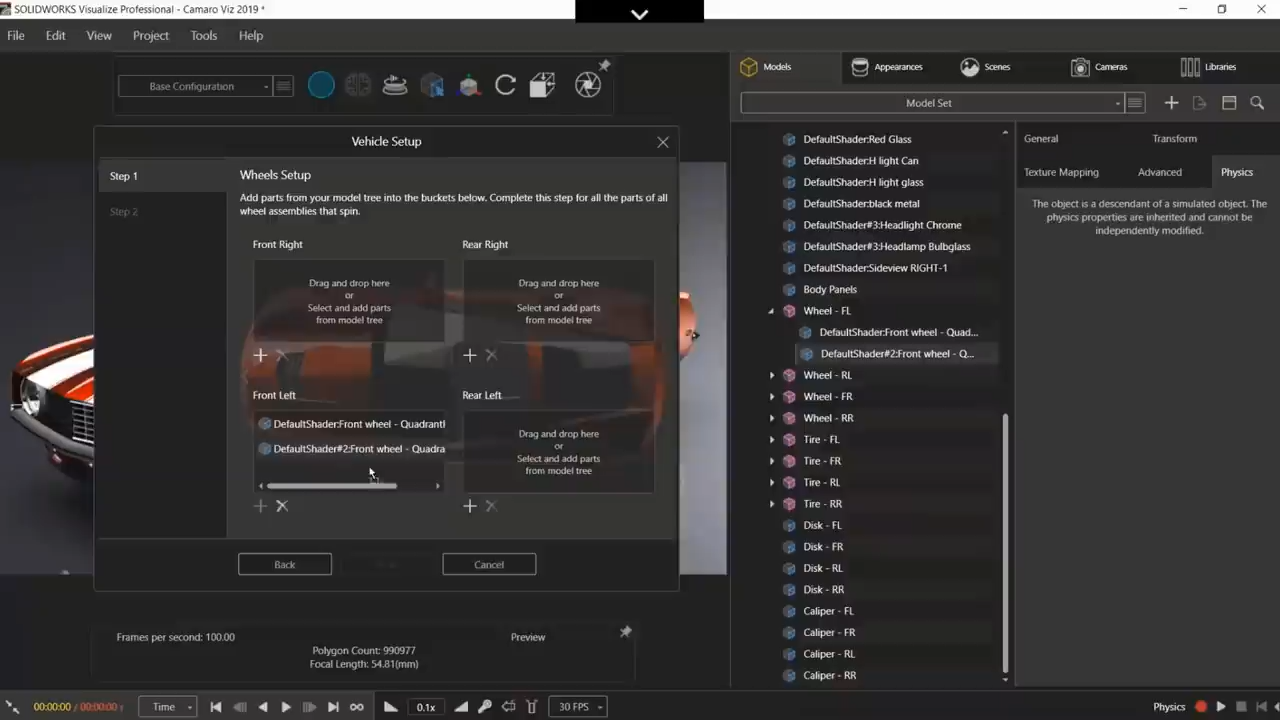 SOLIDWORKS Visualize Professional - Camaro Viz 2019 *
File Edit View Project Tools Help
Base Configuration
Models Appearances Scenes Cameras Libraries
Model Set
Vehicle Setup
Step 1
Step 2
Wheels Setup
Add parts from your model tree into the buckets below. Complete this step for all the parts of all
wheel assemblies that spin.
Front Right
Drag and drop here
or
Select and add parts
from model tree
Rear Right
Drag and drop here
or
Select and add parts
from model tree
Front Left
DefaultShader:Front wheel - Quadrantl
DefaultShader#2:Front wheel - Quadra
Rear Left
Drag and drop here
or
Select and add parts
from model tree
Back
Cancel
DefaultShader:Red Glass
DefaultShader:H light Can
DefaultShader:H light glass
DefaultShader:black metal
DefaultShader#3:Headlight Chrome
DefaultShader#3:Headlamp Bulbglass
DefaultShader:Sideview RIGHT-1
Body Panels
Wheel - FL
DefaultShader:Front wheel - Quad...
DefaultShader#2:Front wheel - Q...
Wheel - RL
Wheel - FR
Wheel - RR
Tire - FL
Tire - FR
Tire - RL
Tire - RR
Disk - FL
Disk - FR
Disk - RL
Disk - RR
Caliper - FL
Caliper - FR
Caliper - RL
Caliper - RR
General Transform
Texture Mapping Advanced Physics
The object is a descendant of a simulated object. The
physics properties are inherited and cannot be
independently modified.
Frames per second: 100.00
Preview
Polygon Count: 990977
Focal Length: 54.81(mm)
00:00:00 / 00:00:00 Time 0.1x 30 FPS Physics